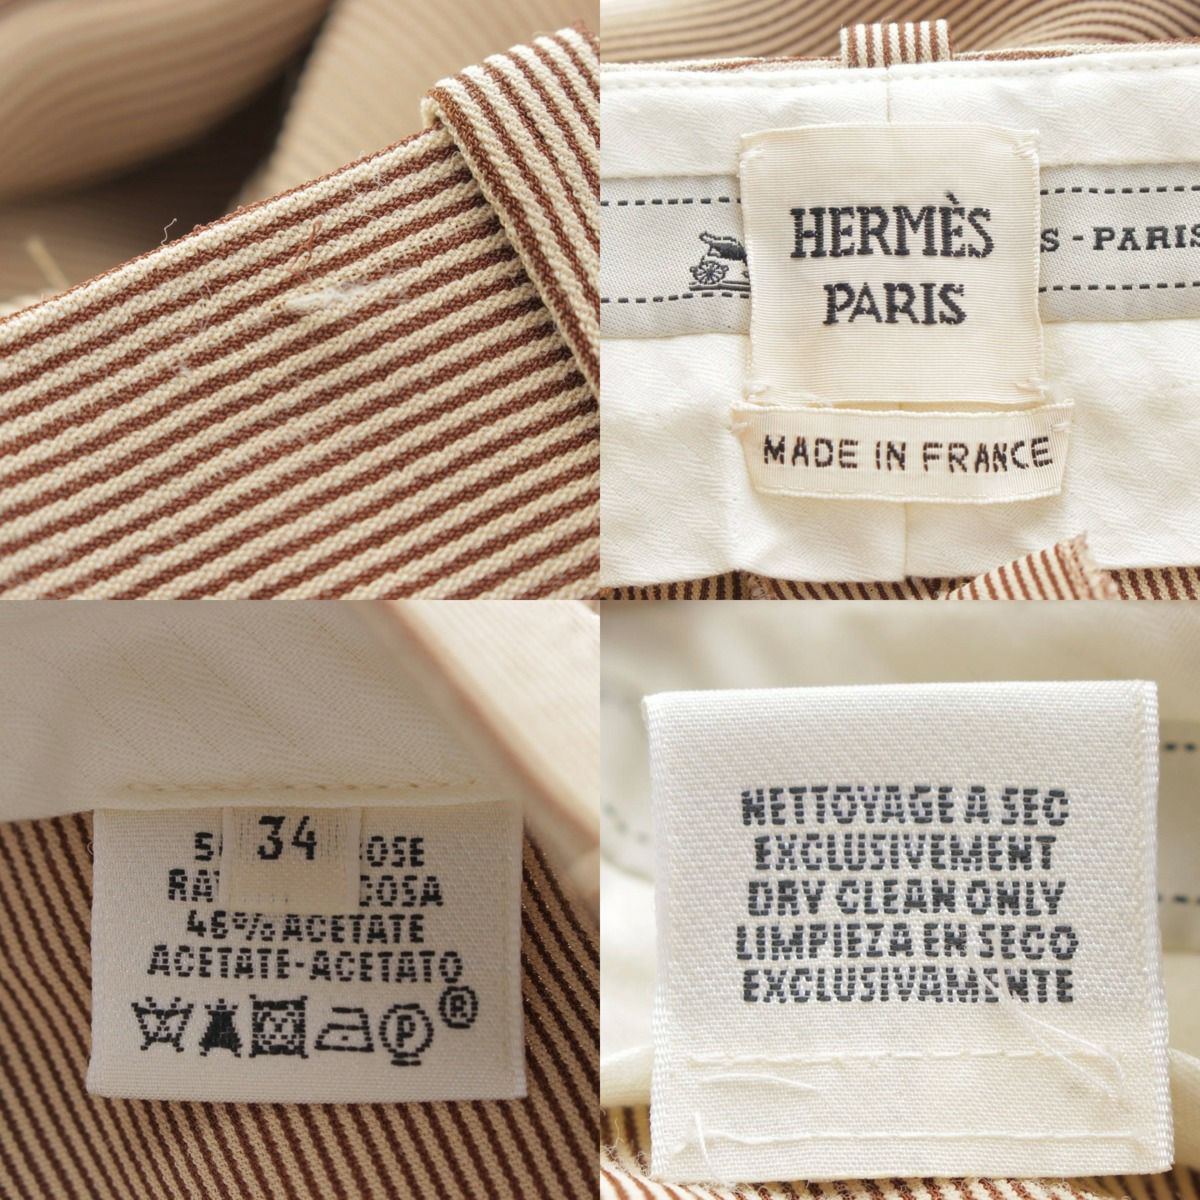 HERMÈS
PARIS
S-PARIS
MADE IN FRANCE
34
46% ACETATE
ACETATE-ACETATO
P
®
NETTOYAGE A SEC
EXCLUSIVEMENT
DRY CLEAN ONLY
LIMPIEZA EN SECO
EXCLUSIVAMENTE